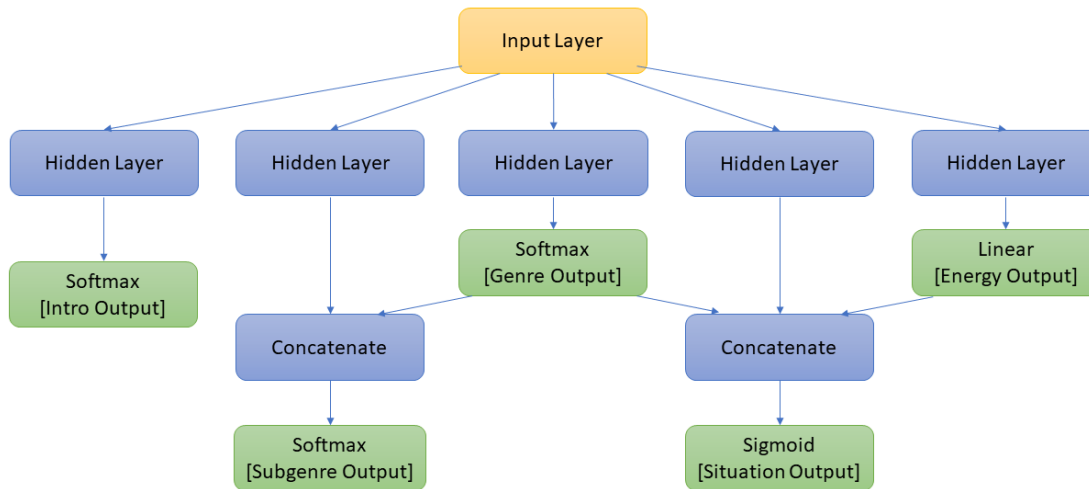 Input Layer
Hidden Layer
Hidden Layer
Hidden Layer
Hidden Layer
Hidden Layer
Softmax
[Intro Output]
Softmax
[Genre Output]
Linear
[Energy Output]
Concatenate
Concatenate
Softmax
[Subgenre Output]
Sigmoid
[Situation Output]